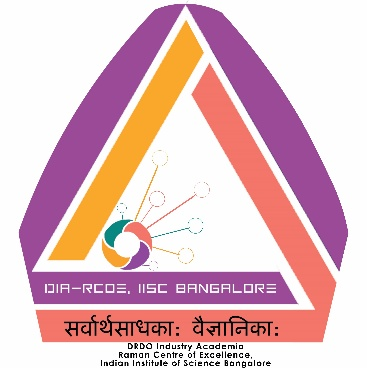 DIA-RCOE, IISC BANGALORE
सर्वार्थसाधकाः वैज्ञानिकाः
DRDO Industry Academia
Raman Centre of Excellence,
Indian Institute of Science Bangalore